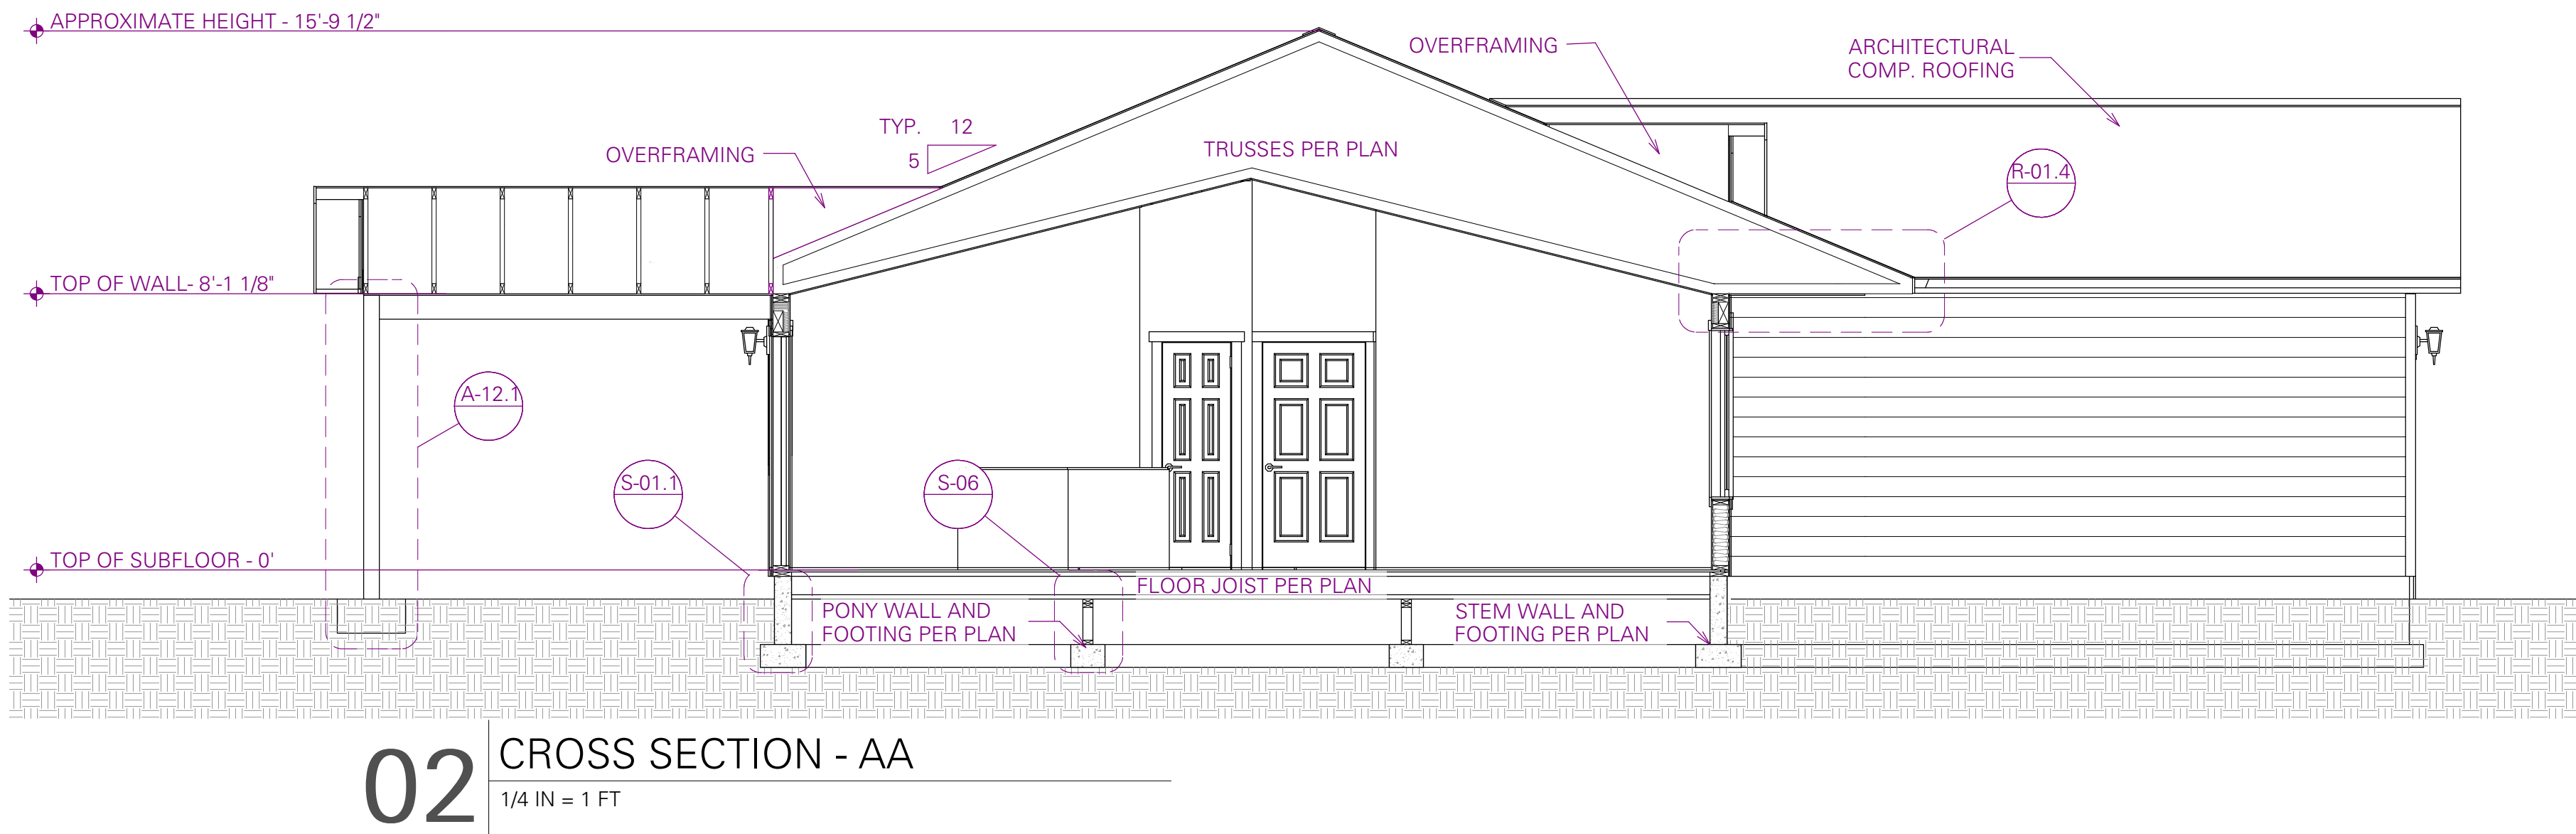 APPROXIMATE HEIGHT - 15'-9 1/2"
OVERFRAMING
ARCHITECTURAL
COMP. ROOFING
TYP. 12
5
OVERFRAMING
TRUSSES PER PLAN
R-01.4
TOP OF WALL- 8'-1 1/8"
A-12.1
S-01.1
S-06
TOP OF SUBFLOOR - 0'
FLOOR JOIST PER PLAN
PONY WALL AND
FOOTING PER PLAN
STEM WALL AND
FOOTING PER PLAN
02
CROSS SECTION - AA
1/4 IN = 1 FT